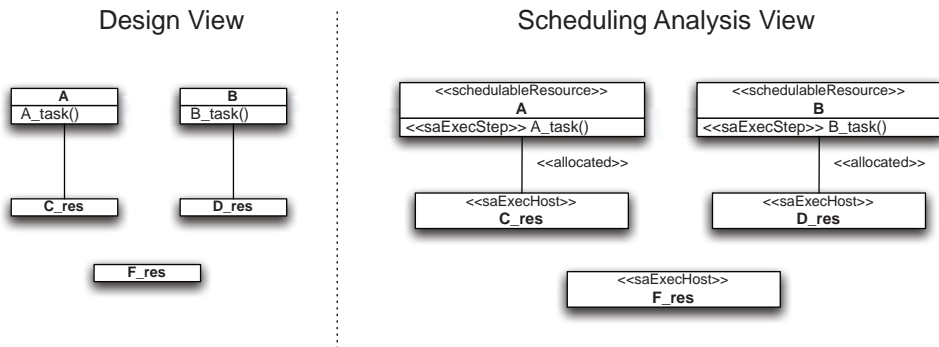 Design View
Scheduling Analysis View
A
A_task()
B
B_task()
C_res
D_res
F_res
<<schedulableResource>>
A
<<saExecStep>> A_task()
<<schedulableResource>>
B
<<saExecStep>> B_task()
<<allocated>>
<<allocated>>
<<saExecHost>>
C_res
<<saExecHost>>
D_res
<<saExecHost>>
F_res